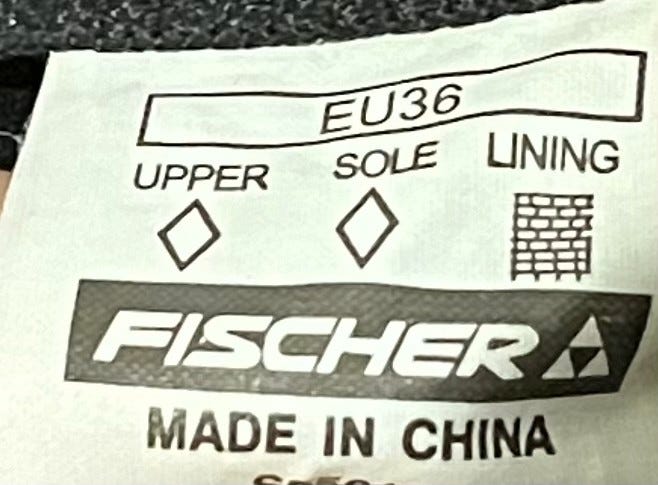 EU36
UPPER SOLE LINING
FISCHER
MADE IN CHINA